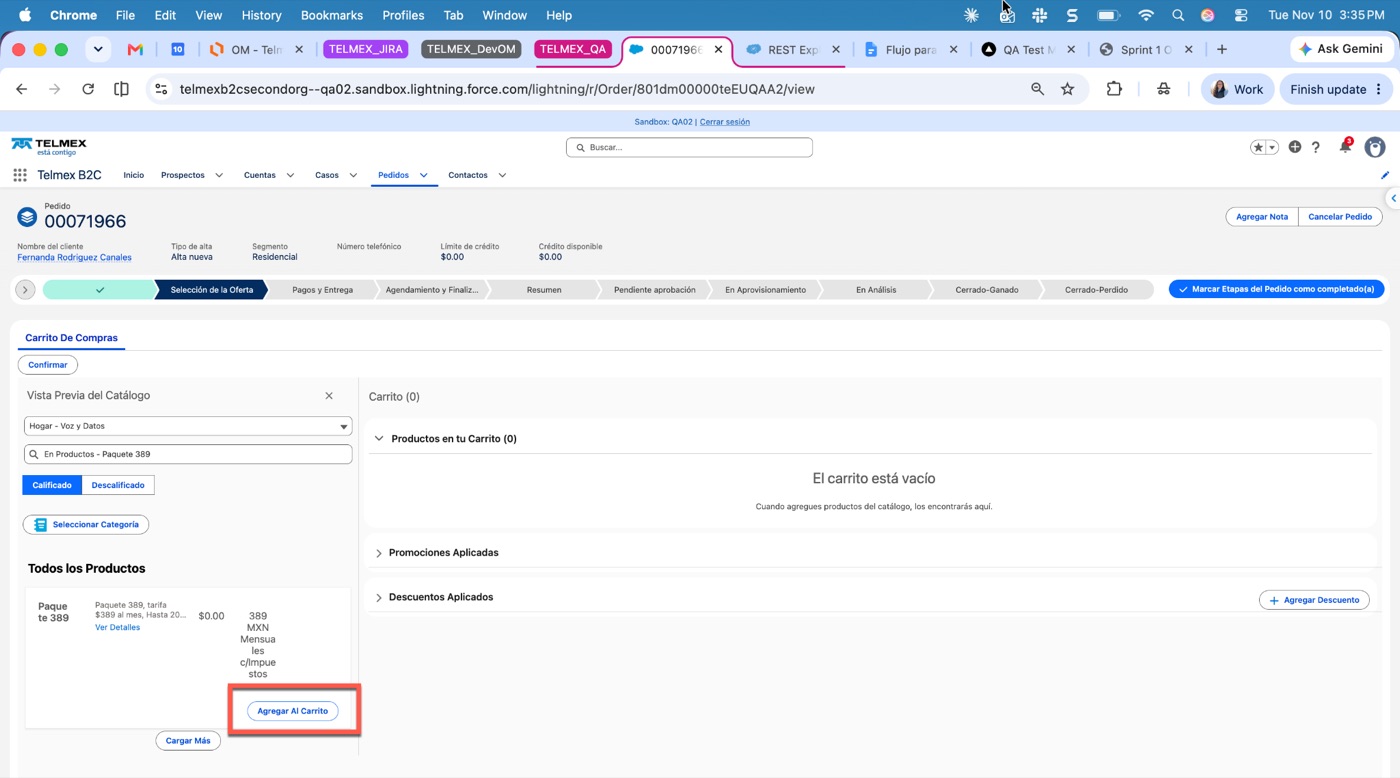 Chrome File Edit View History Bookmarks Profiles Tab Window Help
Tue Nov 10 3:35 PM
10 OM - Teln TELMEX_JIRA TELMEX_DevOM TELMEX_QA 00071966 REST Exp Flujo para QA Test M Sprint 1 O Ask Gemini
telmexb2csecondorg--qa02.sandbox.lightning.force.com/lightning/r/Order/801dm00000teEUQAA2/view Work Finish update
Sandbox: QA02 | Cerrar sesión
TELMEX
está contigo
Buscar...
3
Telmex B2C Inicio Prospectos Cuentas Casos Pedidos Contactos
Pedido
00071966
Agregar Nota Cancelar Pedido
Nombre del cliente Tipo de alta Segmento Número telefónico Límite de crédito Crédito disponible
Fernanda Rodriguez Canales Alta nueva Residencial $0.00 $0.00
Selección de la Oferta Pagos y Entrega Agendamiento y Finaliz... Resumen Pendiente aprobación En Aprovisionamiento En Análisis Cerrado-Ganado Cerrado-Perdido Marcar Etapas del Pedido como completado(a)
Carrito De Compras
Confirmar
Vista Previa del Catálogo
Hogar - Voz y Datos
En Productos - Paquete 389
Calificado Descalificado
Seleccionar Categoría
Todos los Productos
Paque
te 389
Paquete 389, tarifa
$389 al mes, Hasta 20...
Ver Detalles
$0.00
389
MXN
Mensua
les
c/Impue
stos
Agregar Al Carrito
Cargar Más
Carrito (0)
Productos en tu Carrito (0)
El carrito está vacío
Cuando agregues productos del catálogo, los encontrarás aquí.
Promociones Aplicadas
Descuentos Aplicados
Agregar Descuento